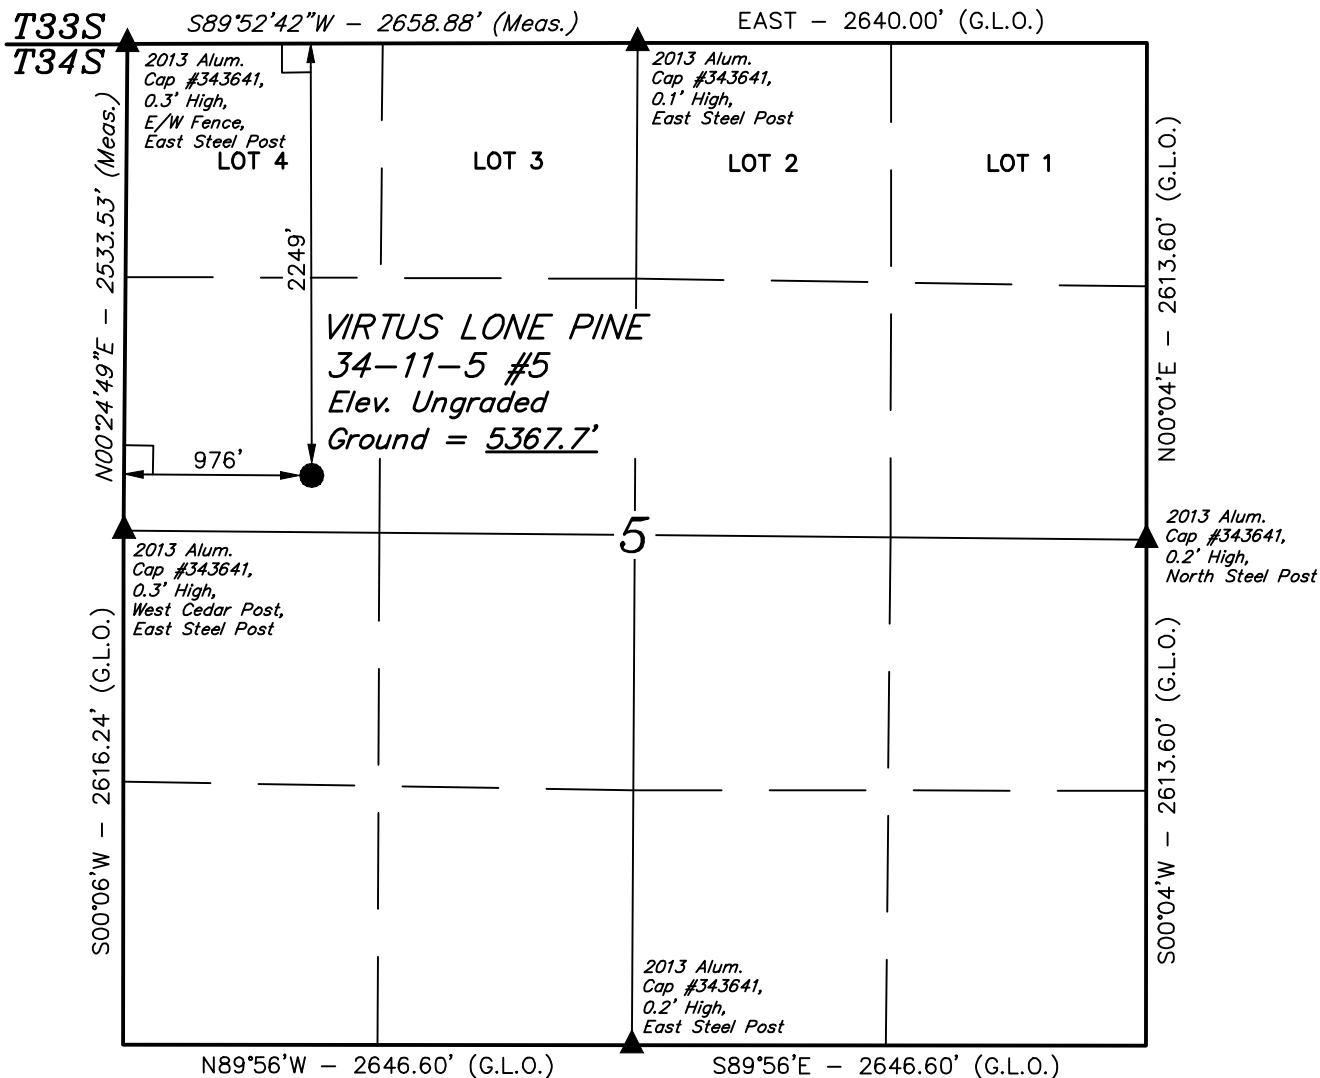 T33S
T34S
S89°52'42"W - 2658.88' (Meas.)
EAST - 2640.00' (G.L.O.)
2013 Alum.
Cap #343641,
0.3' High,
E/W Fence,
East Steel Post
2013 Alum.
Cap #343641,
0.1' High,
East Steel Post
LOT 4
LOT 3
LOT 2
LOT 1
N00°24'49"E - 2533.53' (Meas.)
N00°04'E - 2613.60' (G.L.O.)
2249'
VIRTUS LONE PINE
34-11-5 #5
Elev. Ungraded
Ground = 5367.7'
976'
5
2013 Alum.
Cap #343641,
0.2' High,
North Steel Post
2013 Alum.
Cap #343641,
0.3' High,
West Cedar Post,
East Steel Post
S00°06'W - 2616.24' (G.L.O.)
S00°04'W - 2613.60' (G.L.O.)
2013 Alum.
Cap #343641,
0.2' High,
East Steel Post
N89°56'W - 2646.60' (G.L.O.)
S89°56'E - 2646.60' (G.L.O.)